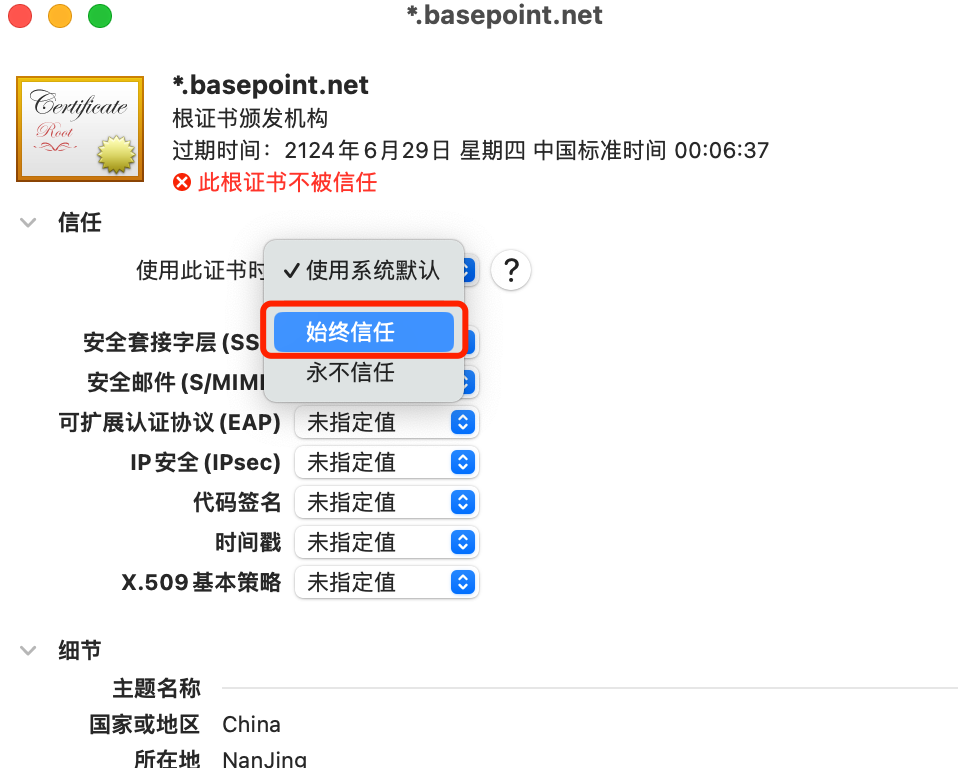 *.basepoint.net
Certificate
Root
*.basepoint.net
根证书颁发机构
过期时间：2124年6月29日 星期四 中国标准时间 00:06:37
此根证书不被信任
信任
使用此证书时
✓ 使用系统默认
?
始终信任
永不信任
安全套接字层 (SS
安全邮件 (S/MIM
可扩展认证协议 (EAP) 未指定值
IP 安全 (IPsec) 未指定值
代码签名 未指定值
时间戳 未指定值
X.509 基本策略 未指定值
细节
主题名称
国家或地区 China
所在地 NanJing